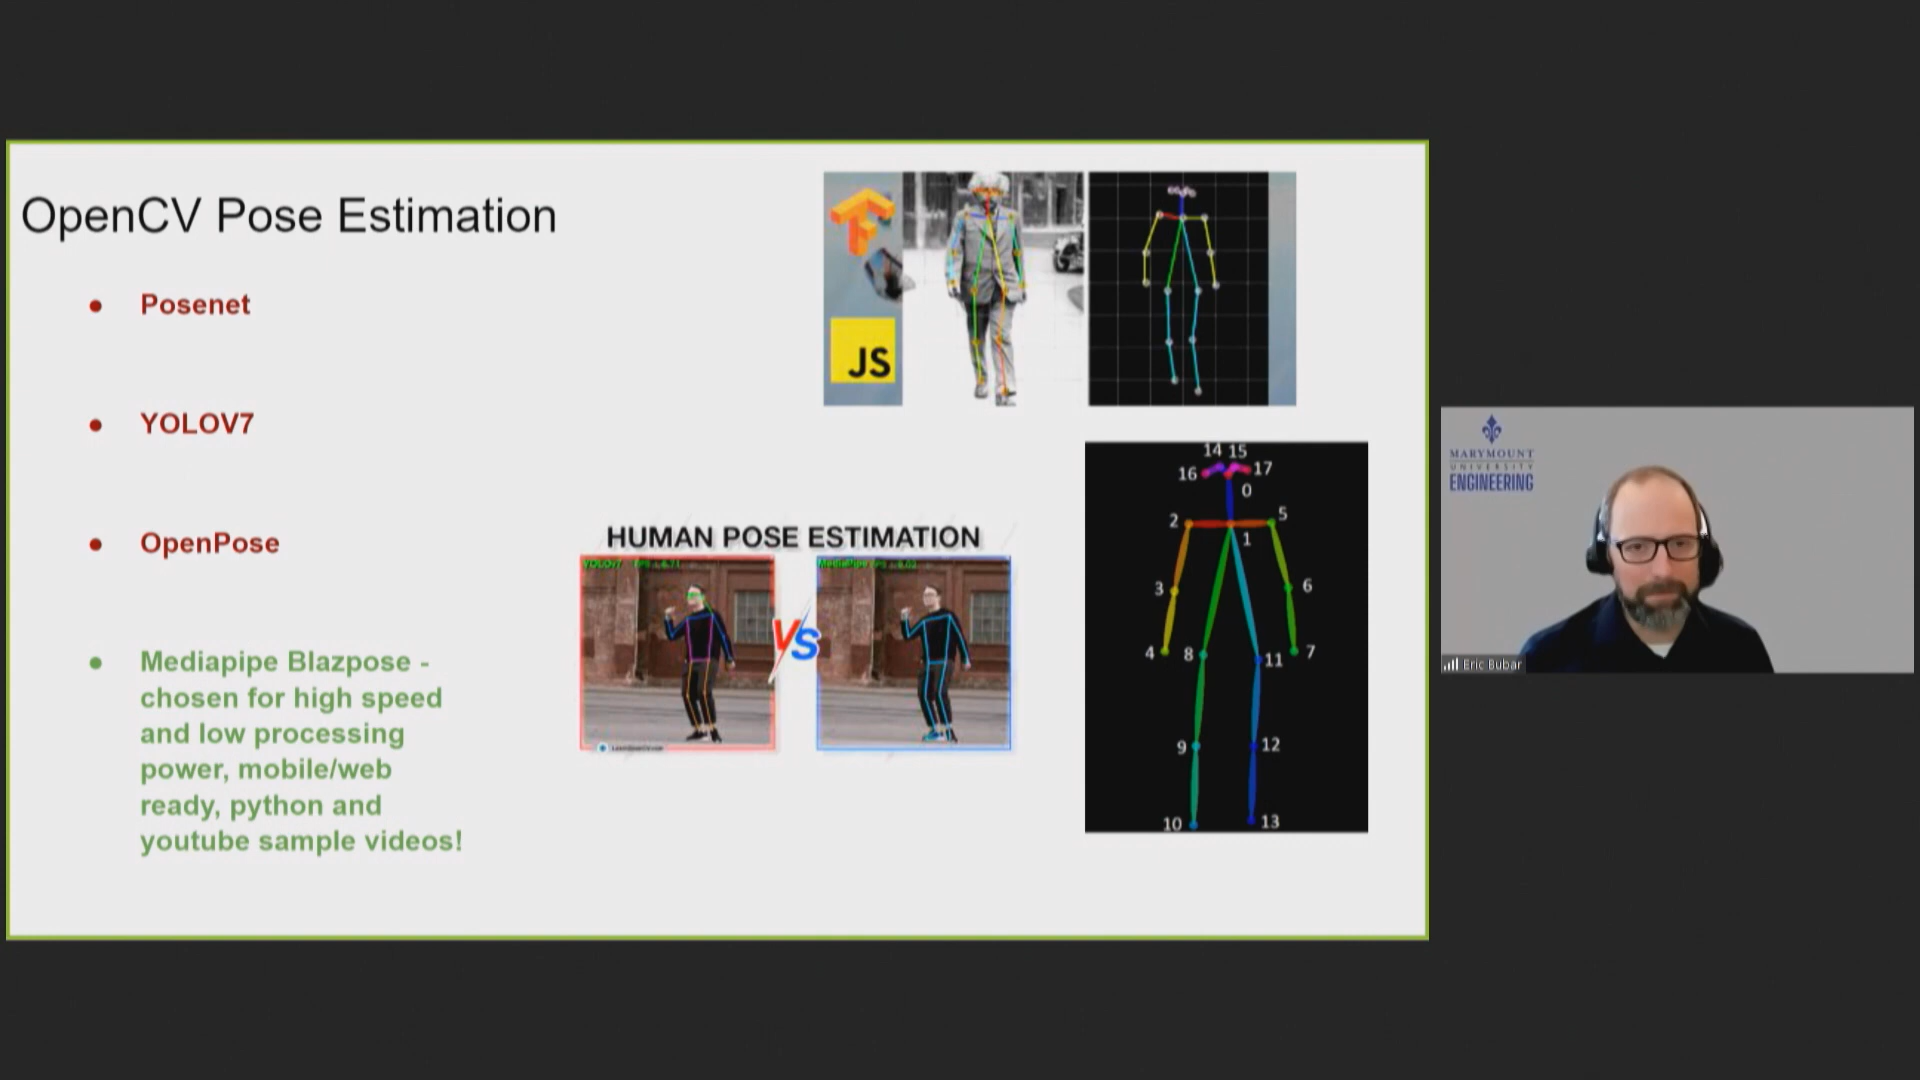 OpenCV Pose Estimation
Posenet
YOLOV7
OpenPose
Mediapipe Blazpose -
chosen for high speed
and low processing
power, mobile/web
ready, python and
youtube sample videos!
JS
HUMAN POSE ESTIMATION
YOLOv7
MediaPipe
VS
14 15
16 17
0
2 5
1
3 6
4 8 11 7
9 12
10 13
MARYMOUNT
UNIVERSITY
ENGINEERING
Eric Bubar